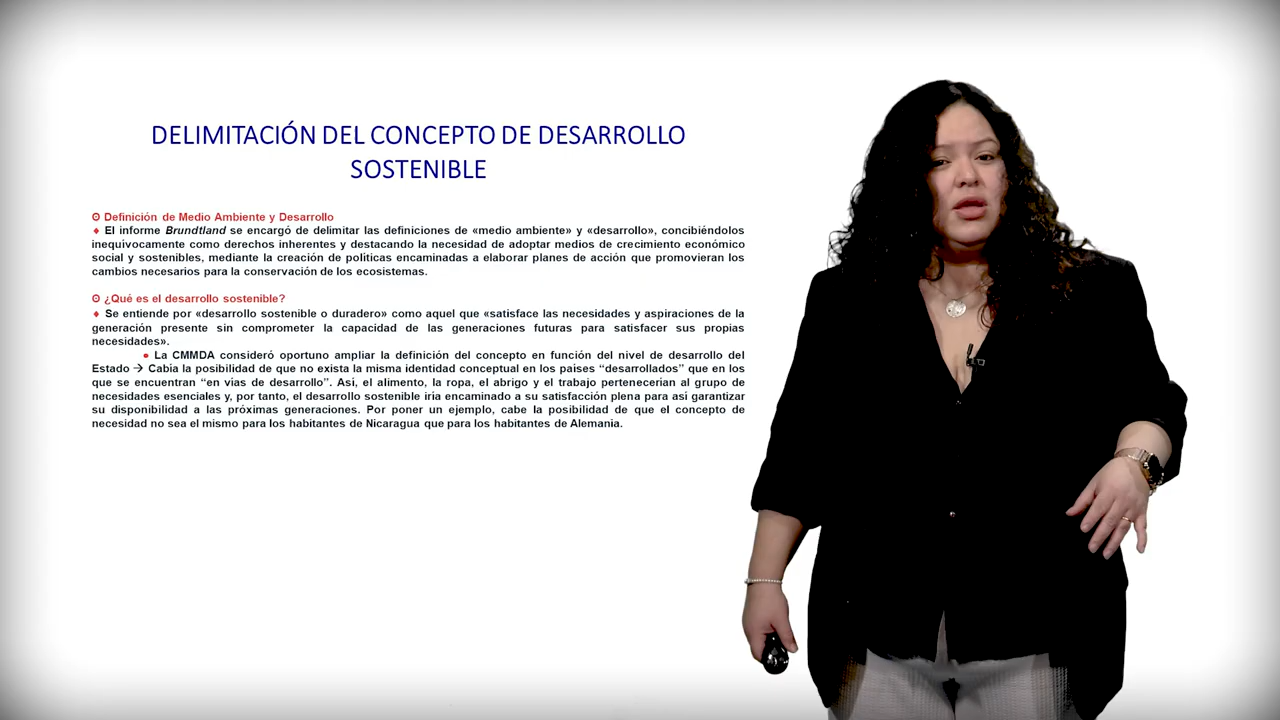 DELIMITACIÓN DEL CONCEPTO DE DESARROLLO
SOSTENIBLE
Definición de Medio Ambiente y Desarrollo
El informe Brundtland se encargó de delimitar las definiciones de «medio ambiente» y «desarrollo», concibiéndolos
inequívocamente como derechos inherentes y destacando la necesidad de adoptar medios de crecimiento económico
social y sostenibles, mediante la creación de políticas encaminadas a elaborar planes de acción que promovieran los
cambios necesarios para la conservación de los ecosistemas.
¿Qué es el desarrollo sostenible?
Se entiende por «desarrollo sostenible o duradero» como aquel que «satisface las necesidades y aspiraciones de la
generación presente sin comprometer la capacidad de las generaciones futuras para satisfacer sus propias
necesidades».
● La CMMDA consideró oportuno ampliar la definición del concepto en función del nivel de desarrollo del
Estado → Cabía la posibilidad de que no exista la misma identidad conceptual en los países “desarrollados” que en los
que se encuentran “en vías de desarrollo”. Así, el alimento, la ropa, el abrigo y el trabajo pertenecerían al grupo de
necesidades esenciales y, por tanto, el desarrollo sostenible iría encaminado a su satisfacción plena para así garantizar
su disponibilidad a las próximas generaciones. Por poner un ejemplo, cabe la posibilidad de que el concepto de
necesidad no sea el mismo para los habitantes de Nicaragua que para los habitantes de Alemania.